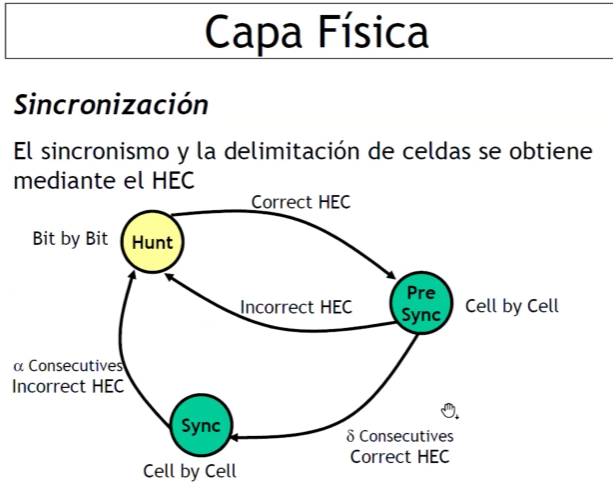 Capa Física
Sincronización
El sincronismo y la delimitación de celdas se obtiene
mediante el HEC
Correct HEC
Bit by Bit
Hunt
Pre
Sync
Cell by Cell
Incorrect HEC
α Consecutives
Incorrect HEC
Sync
Cell by Cell
δ Consecutives
Correct HEC